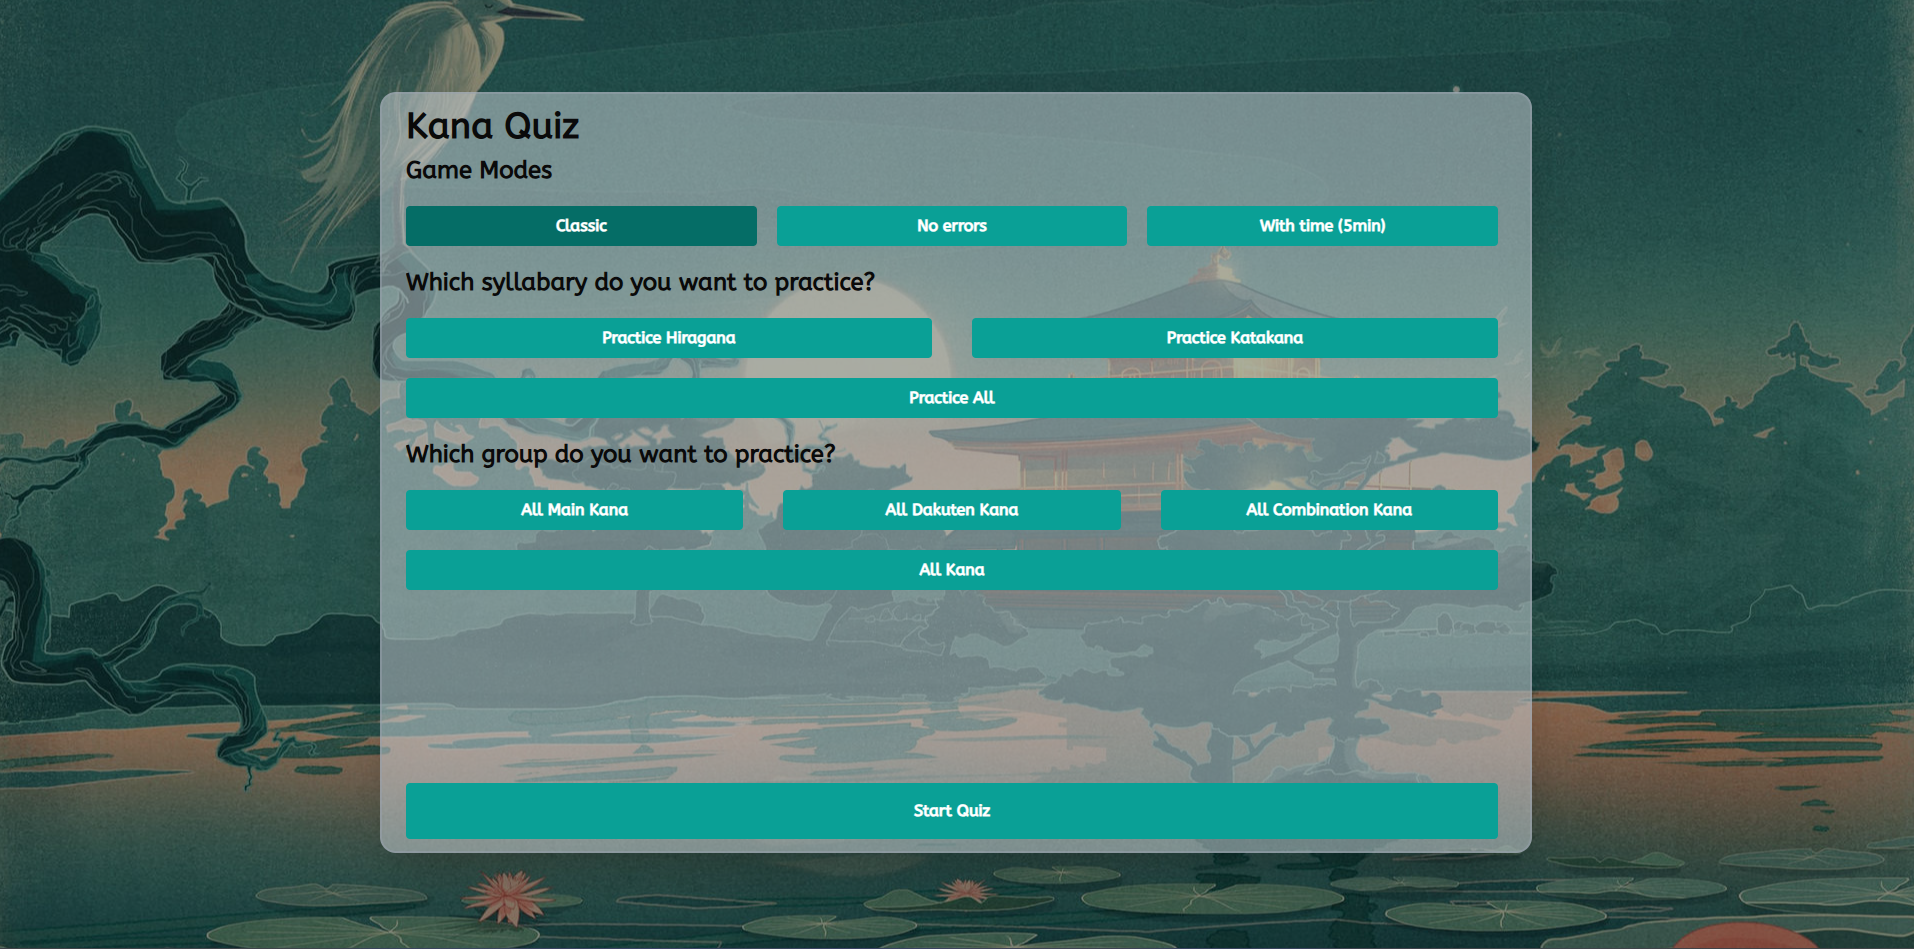 Kana Quiz
Game Modes
Classic No errors With time (5min)
Which syllabary do you want to practice?
Practice Hiragana Practice Katakana
Practice All
Which group do you want to practice?
All Main Kana All Dakuten Kana All Combination Kana
All Kana
Start Quiz